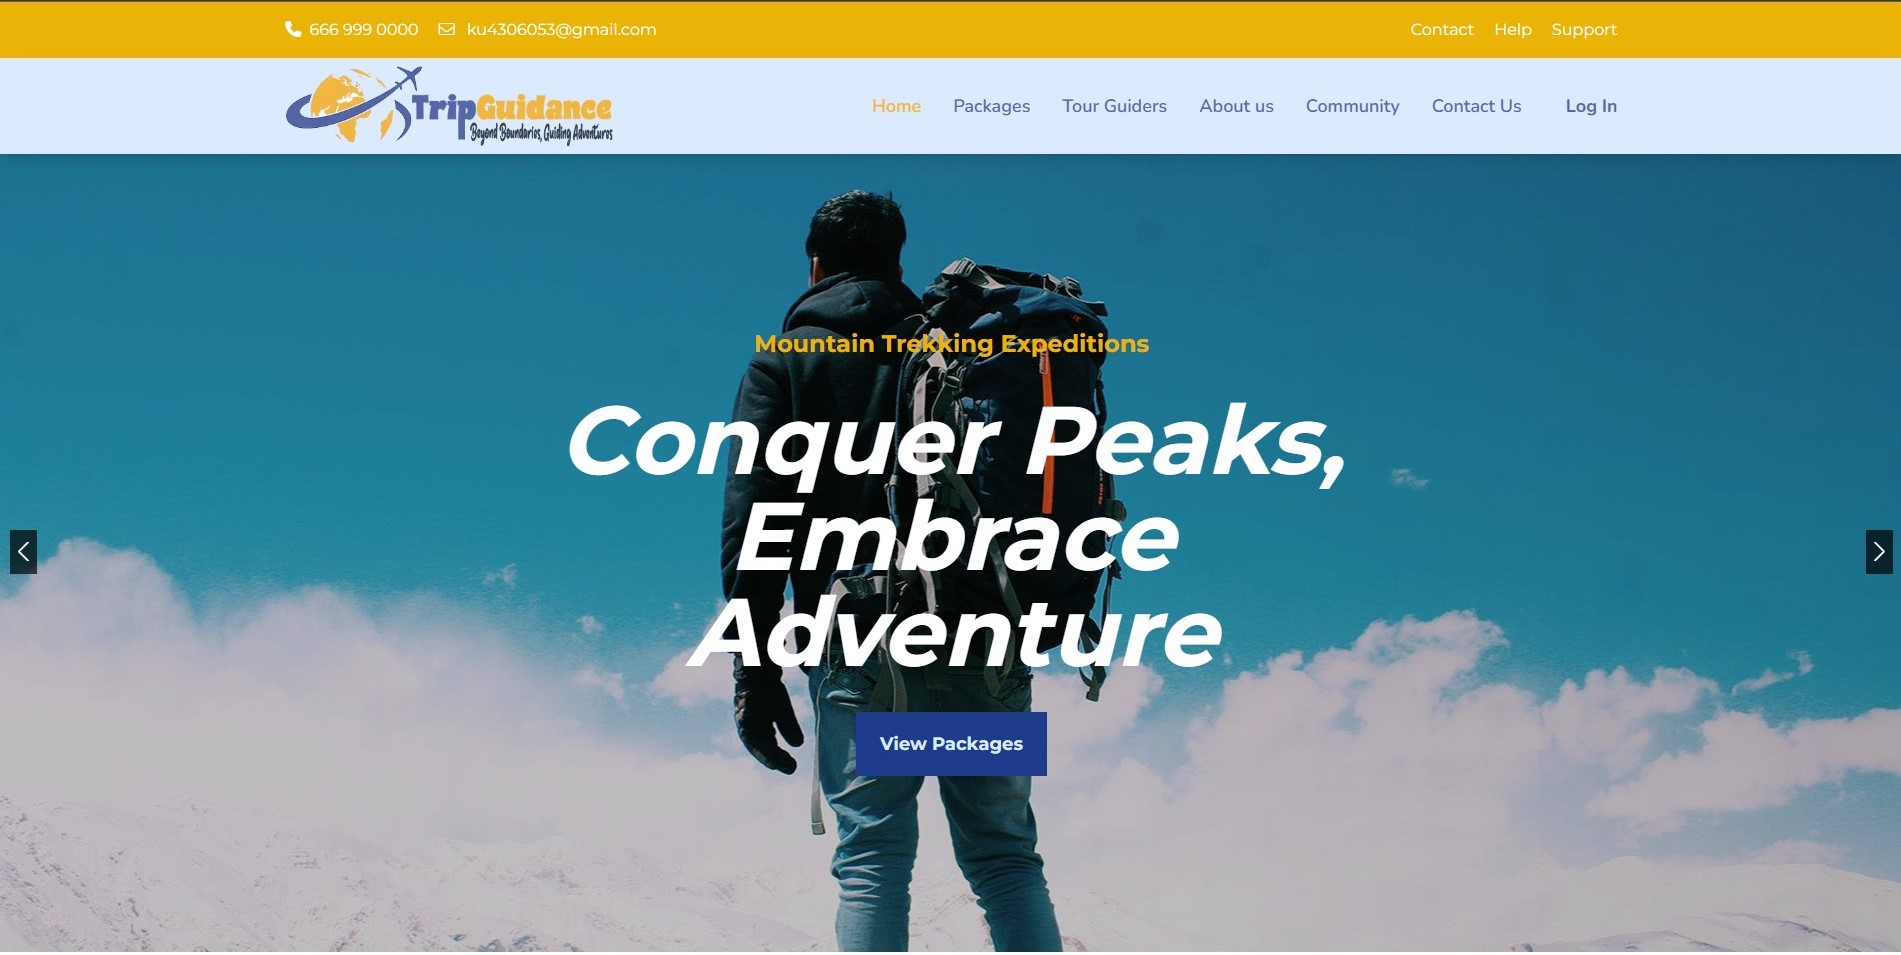 666 999 0000 ku4306053@gmail.com Contact Help Support
TripGuidance
Beyond Boundaries, Guiding Adventures
Home Packages Tour Guiders About us Community Contact Us Log In
Mountain Trekking Expeditions
Conquer Peaks,
Embrace
Adventure
View Packages